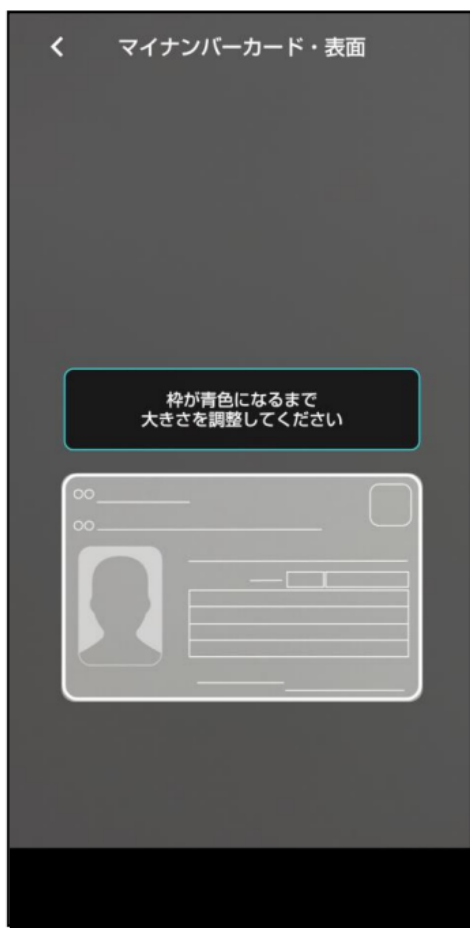 マイナンバーカード・表面
枠が青色になるまで
大きさを調整してください